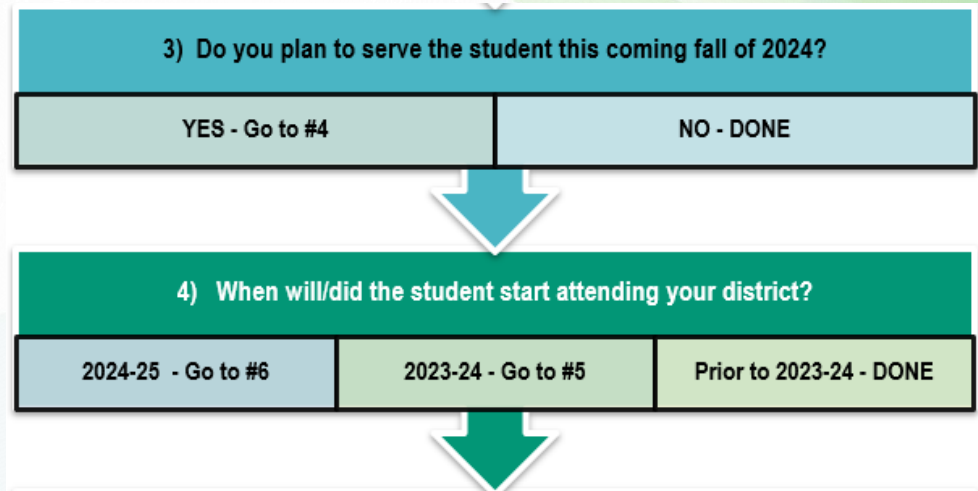 3) Do you plan to serve the student this coming fall of 2024?
YES - Go to #4
NO - DONE
4) When will/did the student start attending your district?
2024-25 - Go to #6
2023-24 - Go to #5
Prior to 2023-24 - DONE